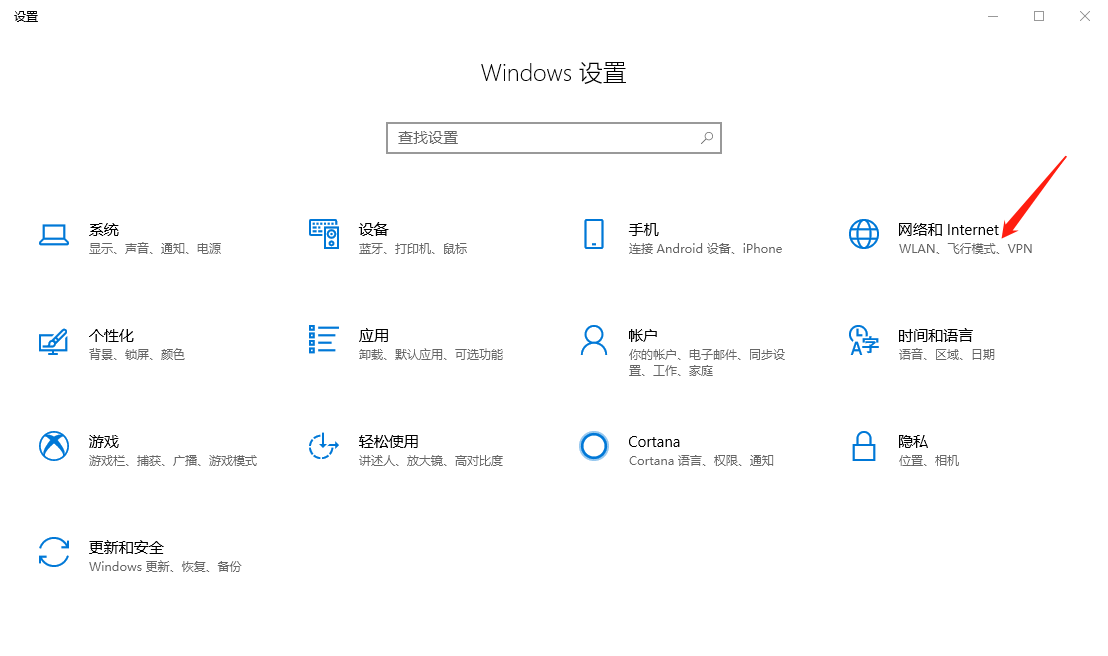 设置
Windows 设置
查找设置
系统
显示、声音、通知、电源
设备
蓝牙、打印机、鼠标
手机
连接 Android 设备、iPhone
网络和 Internet
WLAN、飞行模式、VPN
个性化
背景、锁屏、颜色
应用
卸载、默认应用、可选功能
帐户
你的帐户、电子邮件、同步设
置、工作、家庭
时间和语言
语音、区域、日期
游戏
游戏栏、捕获、广播、游戏模式
轻松使用
讲述人、放大镜、高对比度
Cortana
Cortana 语言、权限、通知
隐私
位置、相机
更新和安全
Windows 更新、恢复、备份